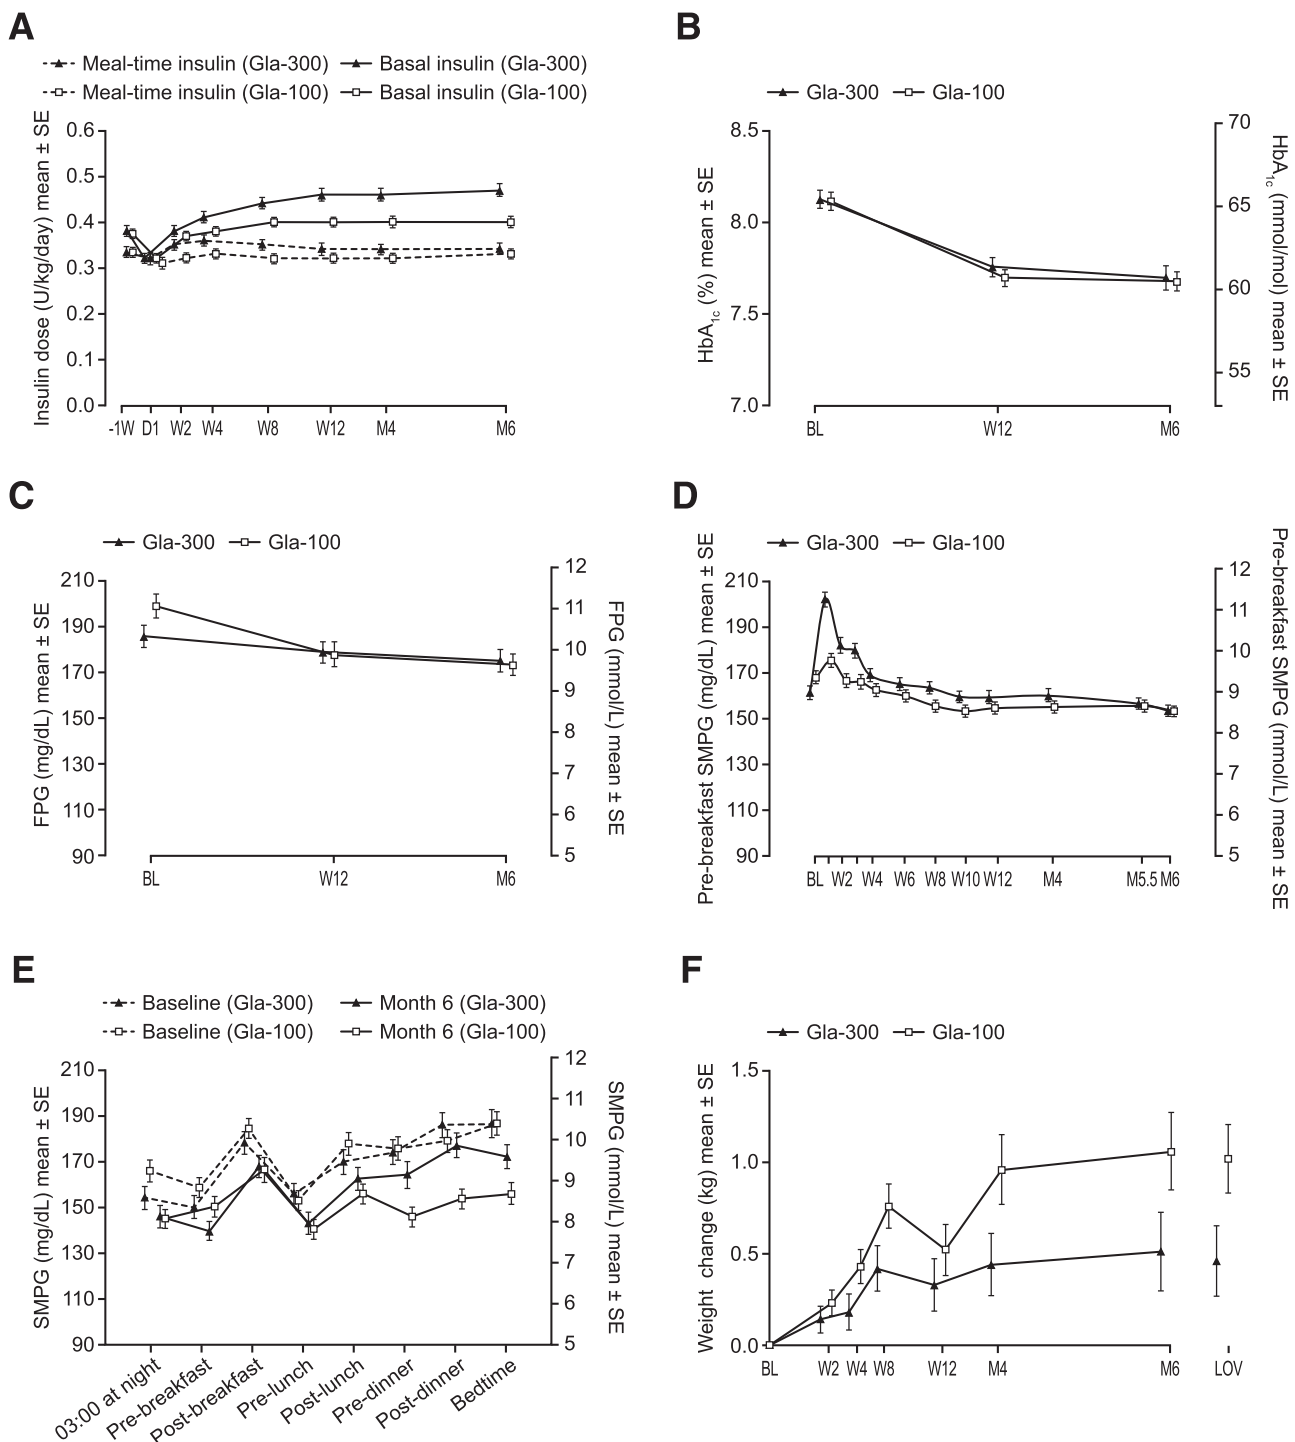 A
Meal-time insulin (Gla-300) Basal insulin (Gla-300)
Meal-time insulin (Gla-100) Basal insulin (Gla-100)
Insulin dose (U/kg/day) mean ± SE
0.6
0.5
0.4
0.3
0.2
0.1
0.0
-1W D1 W2 W4 W8 W12 M4 M6
B
Gla-300 Gla-100
HbA1c (%) mean ± SE
8.5
8.0
7.5
7.0
BL W12 M6
70
65
60
55
HbA1c (mmol/mol) mean ± SE
C
Gla-300 Gla-100
FPG (mg/dL) mean ± SE
210
190
170
150
130
110
90
BL W12 M6
12
11
10
9
8
7
6
5
FPG (mmol/L) mean ± SE
D
Gla-300 Gla-100
Pre-breakfast SMPG (mg/dL) mean ± SE
210
190
170
150
130
110
90
BL W2 W4 W6 W8 W10 W12 M4 M5.5 M6
12
11
10
9
8
7
6
5
Pre-breakfast SMPG (mmol/L) mean ± SE
E
Baseline (Gla-300) Month 6 (Gla-300)
Baseline (Gla-100) Month 6 (Gla-100)
SMPG (mg/dL) mean ± SE
210
190
170
150
130
110
90
03:00 at night
Pre-breakfast
Post-breakfast
Pre-lunch
Post-lunch
Pre-dinner
Post-dinner
Bedtime
12
11
10
9
8
7
6
5
SMPG (mmol/L) mean ± SE
F
Gla-300 Gla-100
Weight change (kg) mean ± SE
1.5
1.0
0.5
0.0
BL W2 W4 W8 W12 M4 M6 LOV